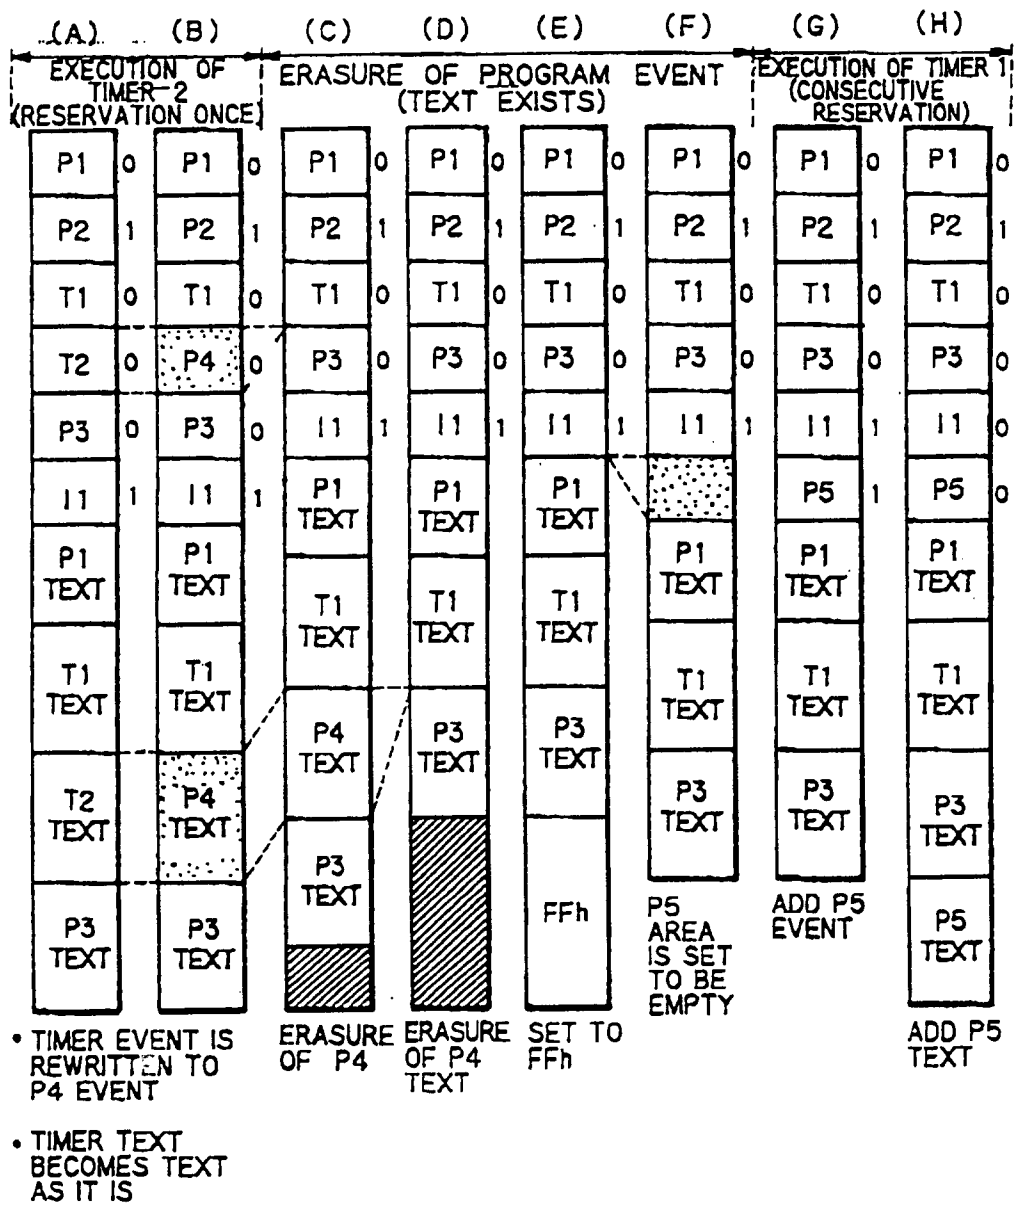 (A) (B) (C) (D) (E) (F) (G) (H)
EXECUTION OF
TIMER-2
(RESERVATION ONCE)
ERASURE OF PROGRAM EVENT
(TEXT EXISTS)
EXECUTION OF TIMER 1
(CONSECUTIVE
RESERVATION)
P1 0 P1 0 P1 0 P1 0 P1 0 P1 0 P1 0 P1 0
P2 1 P2 1 P2 1 P2 1 P2 1 P2 1 P2 1 P2 1
T1 0 T1 0 T1 0 T1 0 T1 0 T1 0 T1 0 T1 0
T2 0 P4 0 P3 0 P3 0 P3 0 P3 0 P3 0 P3 0
P3 0 P3 0 I1 1 I1 1 I1 1 I1 1 I1 1 I1 0
I1 1 I1 1
P1
TEXT
P1
TEXT
P1
TEXT
P5 1 P5 0
P1
TEXT
P1
TEXT
T1
TEXT
T1
TEXT
T1
TEXT
P1
TEXT
P1
TEXT
P1
TEXT
T1
TEXT
T1
TEXT
P4
TEXT
P3
TEXT
P3
TEXT
T1
TEXT
T1
TEXT
T1
TEXT
T2
TEXT
P4
TEXT
P3
TEXT
FFh
P3
TEXT
P3
TEXT
P3
TEXT
P3
TEXT
P3
TEXT
P5
TEXT
• TIMER EVENT IS
REWRITTEN TO
P4 EVENT
• TIMER TEXT
BECOMES TEXT
AS IT IS
ERASURE
OF P4
ERASURE
OF P4
TEXT
SET TO
FFh
P5
AREA
IS SET
TO BE
EMPTY
ADD P5
EVENT
ADD P5
TEXT